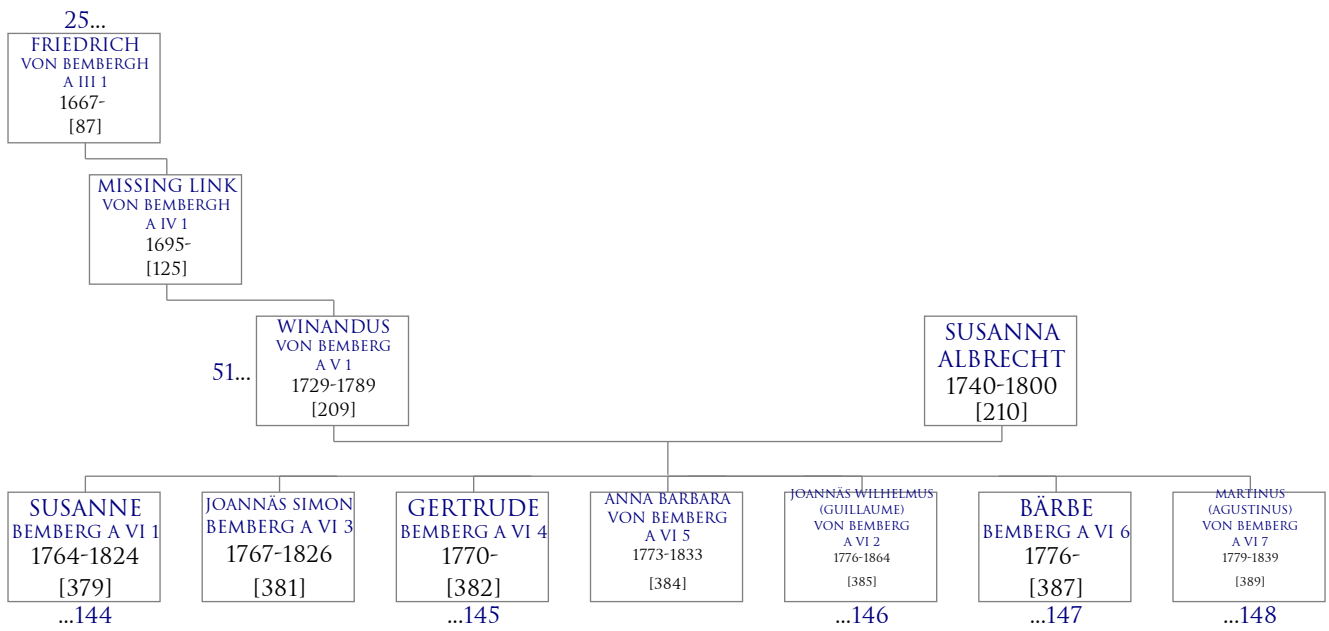 25...
FRIEDRICH
VON BEMBERGH
A III 1
1667-
[87]
MISSING LINK
VON BEMBERGH
A IV 1
1695-
[125]
WINANDUS
VON BEMBERG
A V 1
1729-1789
[209]
51...
SUSANNA
ALBRECHT
1740-1800
[210]
SUSANNE
BEMBERG A VI 1
1764-1824
[379]
...144
JOANNÄS SIMON
BEMBERG A VI 3
1767-1826
[381]
GERTRUDE
BEMBERG A VI 4
1770-
[382]
...145
ANNA BARBARA
VON BEMBERG
A VI 5
1773-1833
[384]
JOANNÄS WILHELMUS
(GUILLAUME)
VON BEMBERG
A VI 2
1776-1864
[385]
...146
BÄRBE
BEMBERG A VI 6
1776-
[387]
...147
MARTINUS
(AGUSTINUS)
VON BEMBERG
A VI 7
1779-1839
[389]
...148